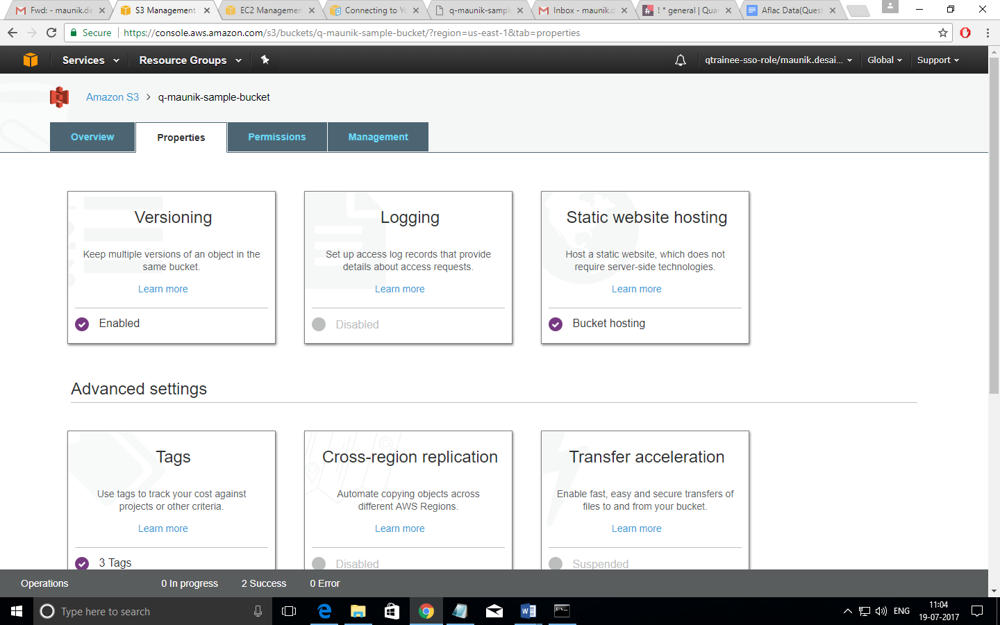 Fwd: - maunik.de
S3 Management
EC2 Managemen
Connecting to Yo
q-maunik-sampl
Inbox - maunik.d
! * general | Qua
Aflac Data(Quest
Secure
https://console.aws.amazon.com/s3/buckets/q-maunik-sample-bucket/?region=us-east-1&tab=properties
Services
Resource Groups
qtrainee-sso-role/maunik.desai...
Global
Support
Amazon S3 > q-maunik-sample-bucket
Overview
Properties
Permissions
Management
Versioning
Keep multiple versions of an object in the
same bucket.
Learn more
Enabled
Logging
Set up access log records that provide
details about access requests.
Learn more
Disabled
Static website hosting
Host a static website, which does not
require server-side technologies.
Learn more
Bucket hosting
Advanced settings
Tags
Use tags to track your cost against
projects or other criteria.
Learn more
3 Tags
Cross-region replication
Automate copying objects across
different AWS Regions.
Learn more
Disabled
Transfer acceleration
Enable fast, easy and secure transfers of
files to and from your bucket.
Learn more
Suspended
Operations
0 In progress
2 Success
0 Error
Type here to search
ENG
11:04
19-07-2017